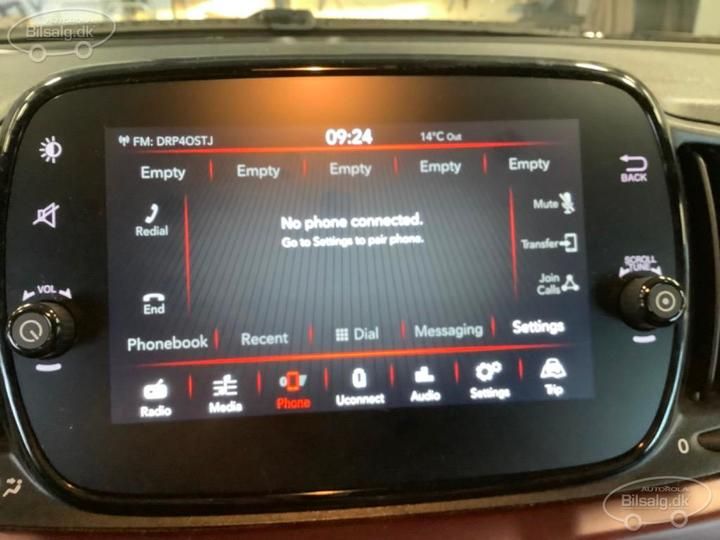 Bilsalg.dk
FM: DRP4OSTJ 09:24 14°C Out
Empty Empty Empty Empty Empty
BACK
No phone connected.
Go to Settings to pair phone.
Redial
Mute
Transfer
VOL
SCROLL
TUNE
End
Join
Calls
Phonebook Recent Dial Messaging Settings
Radio Media Phone Uconnect Audio Settings Trip
0
AUTOROLA
Bilsalg.dk